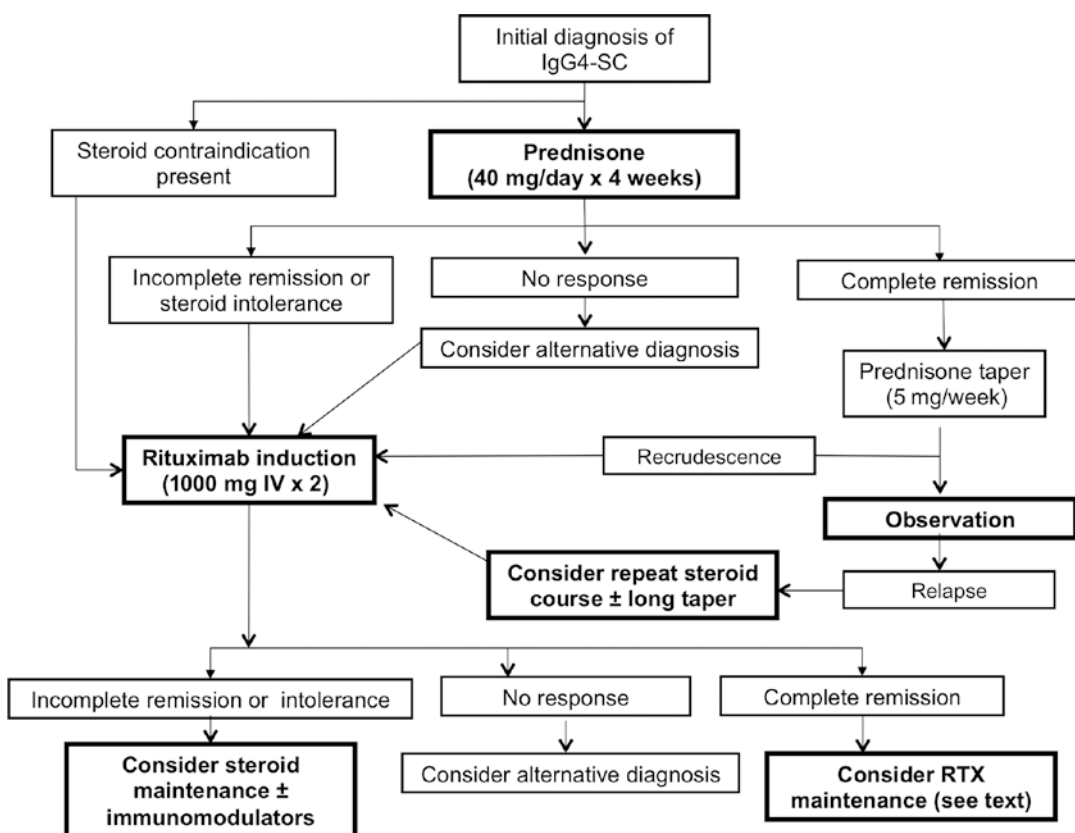 Initial diagnosis of
IgG4-SC
Steroid contraindication
present
Prednisone
(40 mg/day x 4 weeks)
Incomplete remission or
steroid intolerance
No response
Complete remission
Consider alternative diagnosis
Prednisone taper
(5 mg/week)
Rituximab induction
(1000 mg IV x 2)
Recrudescence
Observation
Consider repeat steroid
course ± long taper
Relapse
Incomplete remission or intolerance
No response
Complete remission
Consider steroid
maintenance ±
immunomodulators
Consider alternative diagnosis
Consider RTX
maintenance (see text)